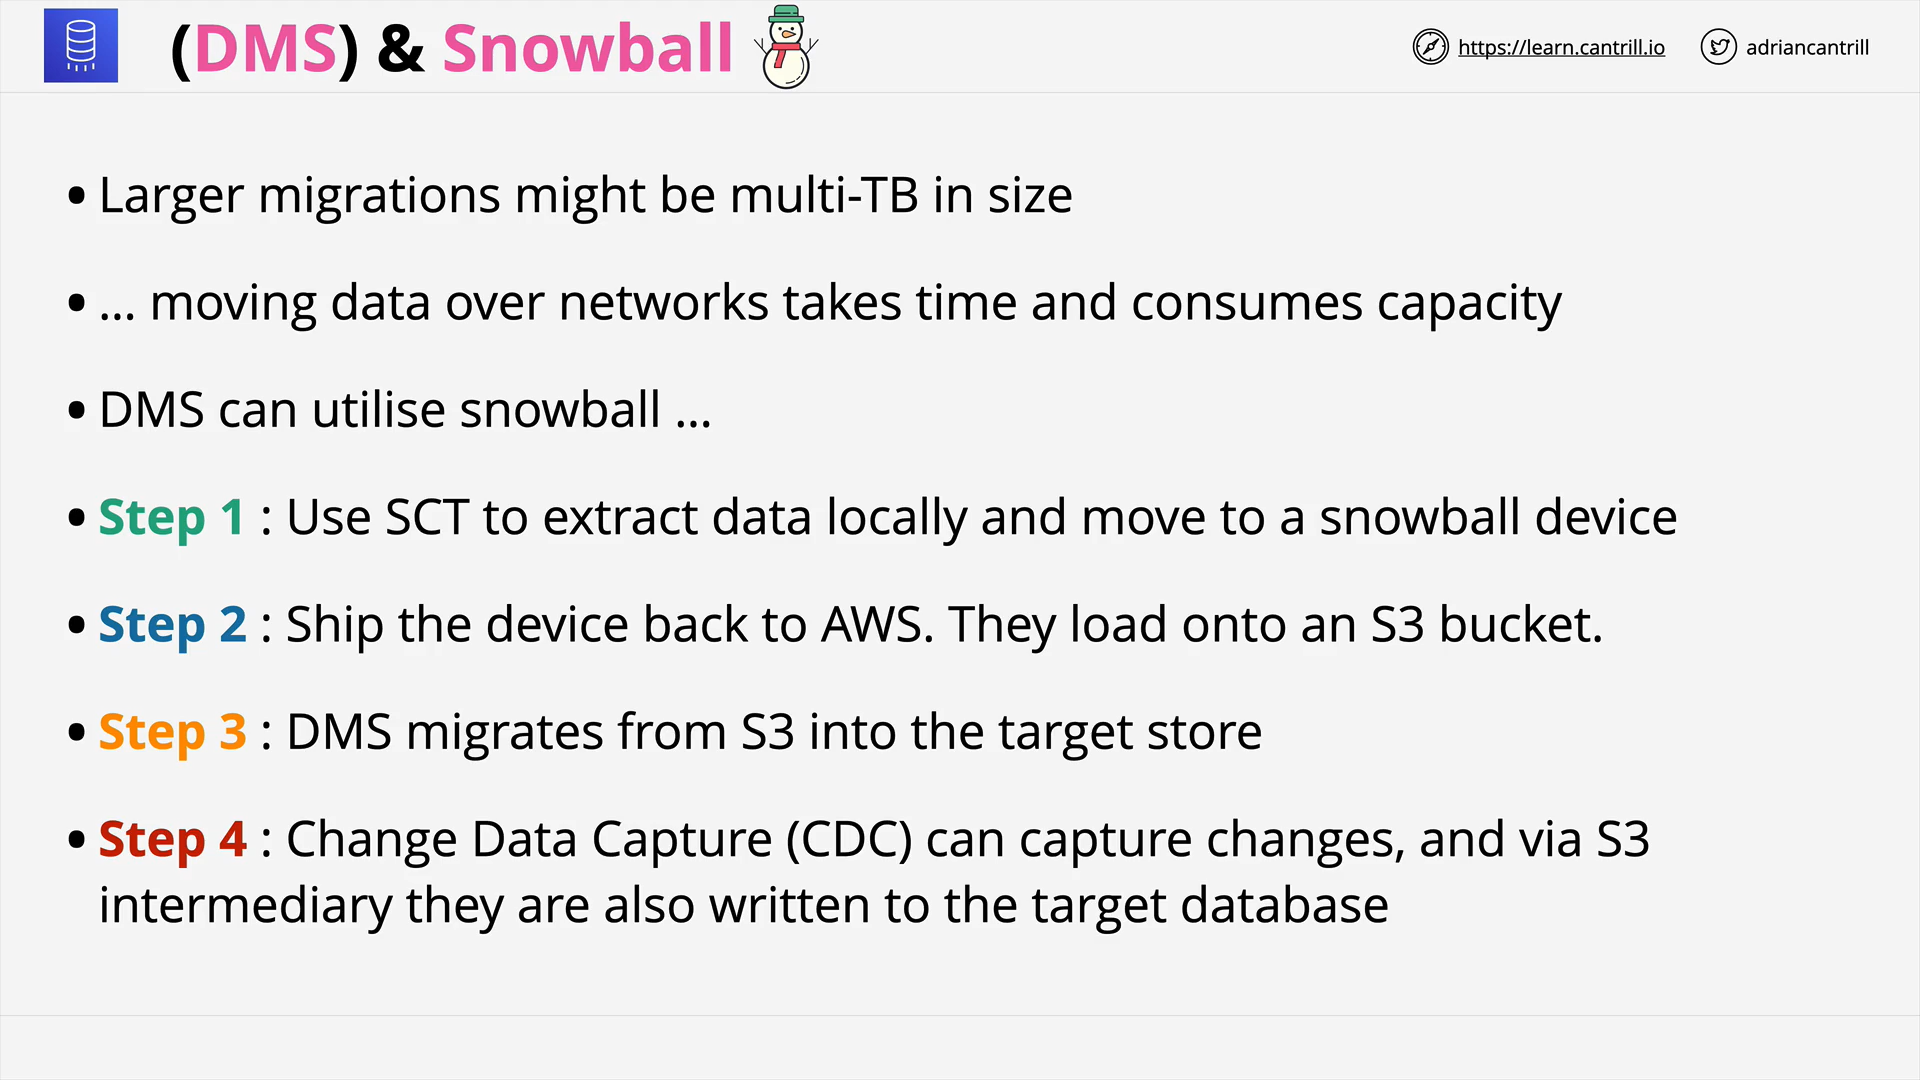 (DMS) & Snowball
https://learn.cantrill.io
adriancantrill
• Larger migrations might be multi-TB in size
• ... moving data over networks takes time and consumes capacity
• DMS can utilise snowball ...
• Step 1 : Use SCT to extract data locally and move to a snowball device
• Step 2 : Ship the device back to AWS. They load onto an S3 bucket.
• Step 3 : DMS migrates from S3 into the target store
• Step 4 : Change Data Capture (CDC) can capture changes, and via S3
intermediary they are also written to the target database